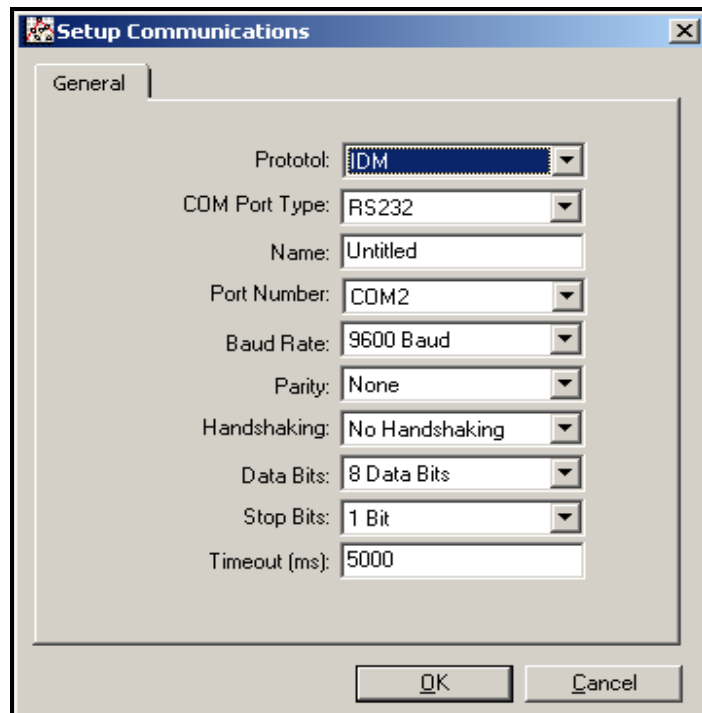 Setup Communications
General
Prototol: IDM
COM Port Type: RS232
Name: Untitled
Port Number: COM2
Baud Rate: 9600 Baud
Parity: None
Handshaking: No Handshaking
Data Bits: 8 Data Bits
Stop Bits: 1 Bit
Timeout (ms): 5000
OK Cancel